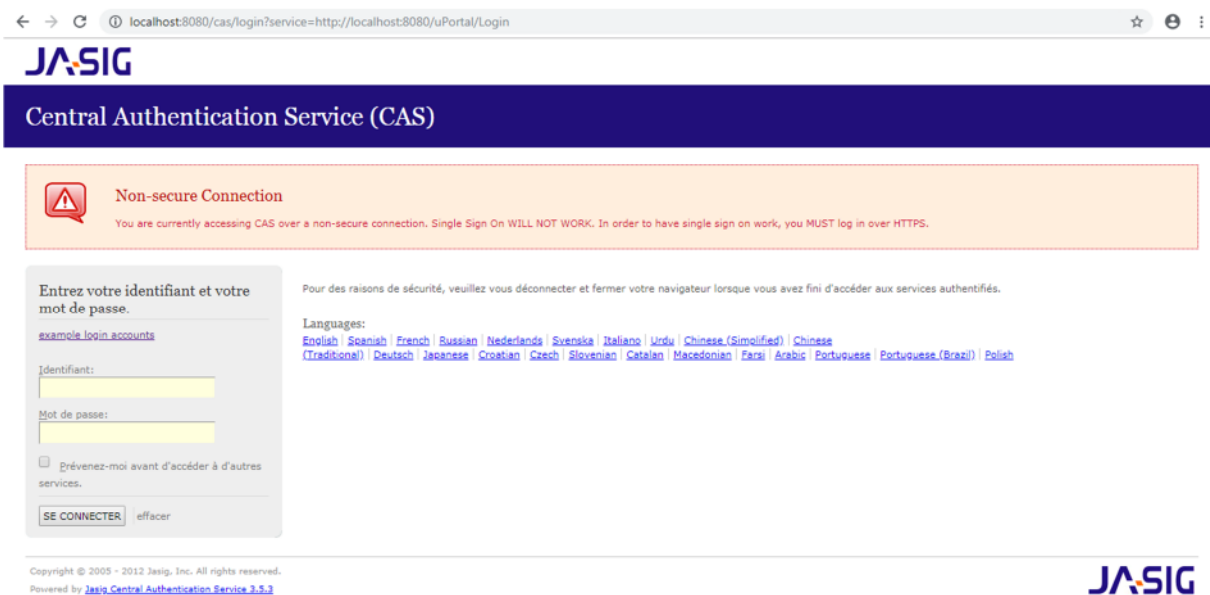 localhost:8080/cas/login?service=http://localhost:8080/uPortal/Login
JASIG
Central Authentication Service (CAS)
Non-secure Connection
You are currently accessing CAS over a non-secure connection. Single Sign On WILL NOT WORK. In order to have single sign on work, you MUST log in over HTTPS.
Entrez votre identifiant et votre
mot de passe.
example login accounts
Identifiant:
Mot de passe:
Prévenez-moi avant d'accéder à d'autres
services.
SE CONNECTER effacer
Pour des raisons de sécurité, veuillez vous déconnecter et fermer votre navigateur lorsque vous avez fini d'accéder aux services authentifiés.
Languages:
English | Spanish | French | Russian | Nederlands | Svenska | Italiano | Urdu | Chinese (Simplified) | Chinese
(Traditional) | Deutsch | Japanese | Croatian | Czech | Slovenian | Catalan | Macedonian | Farsi | Arabic | Portuguese | Portuguese (Brazil) | Polish
Copyright © 2005 - 2012 Jasig, Inc. All rights reserved.
Powered by Jasig Central Authentication Service 3.5.3
JASIG